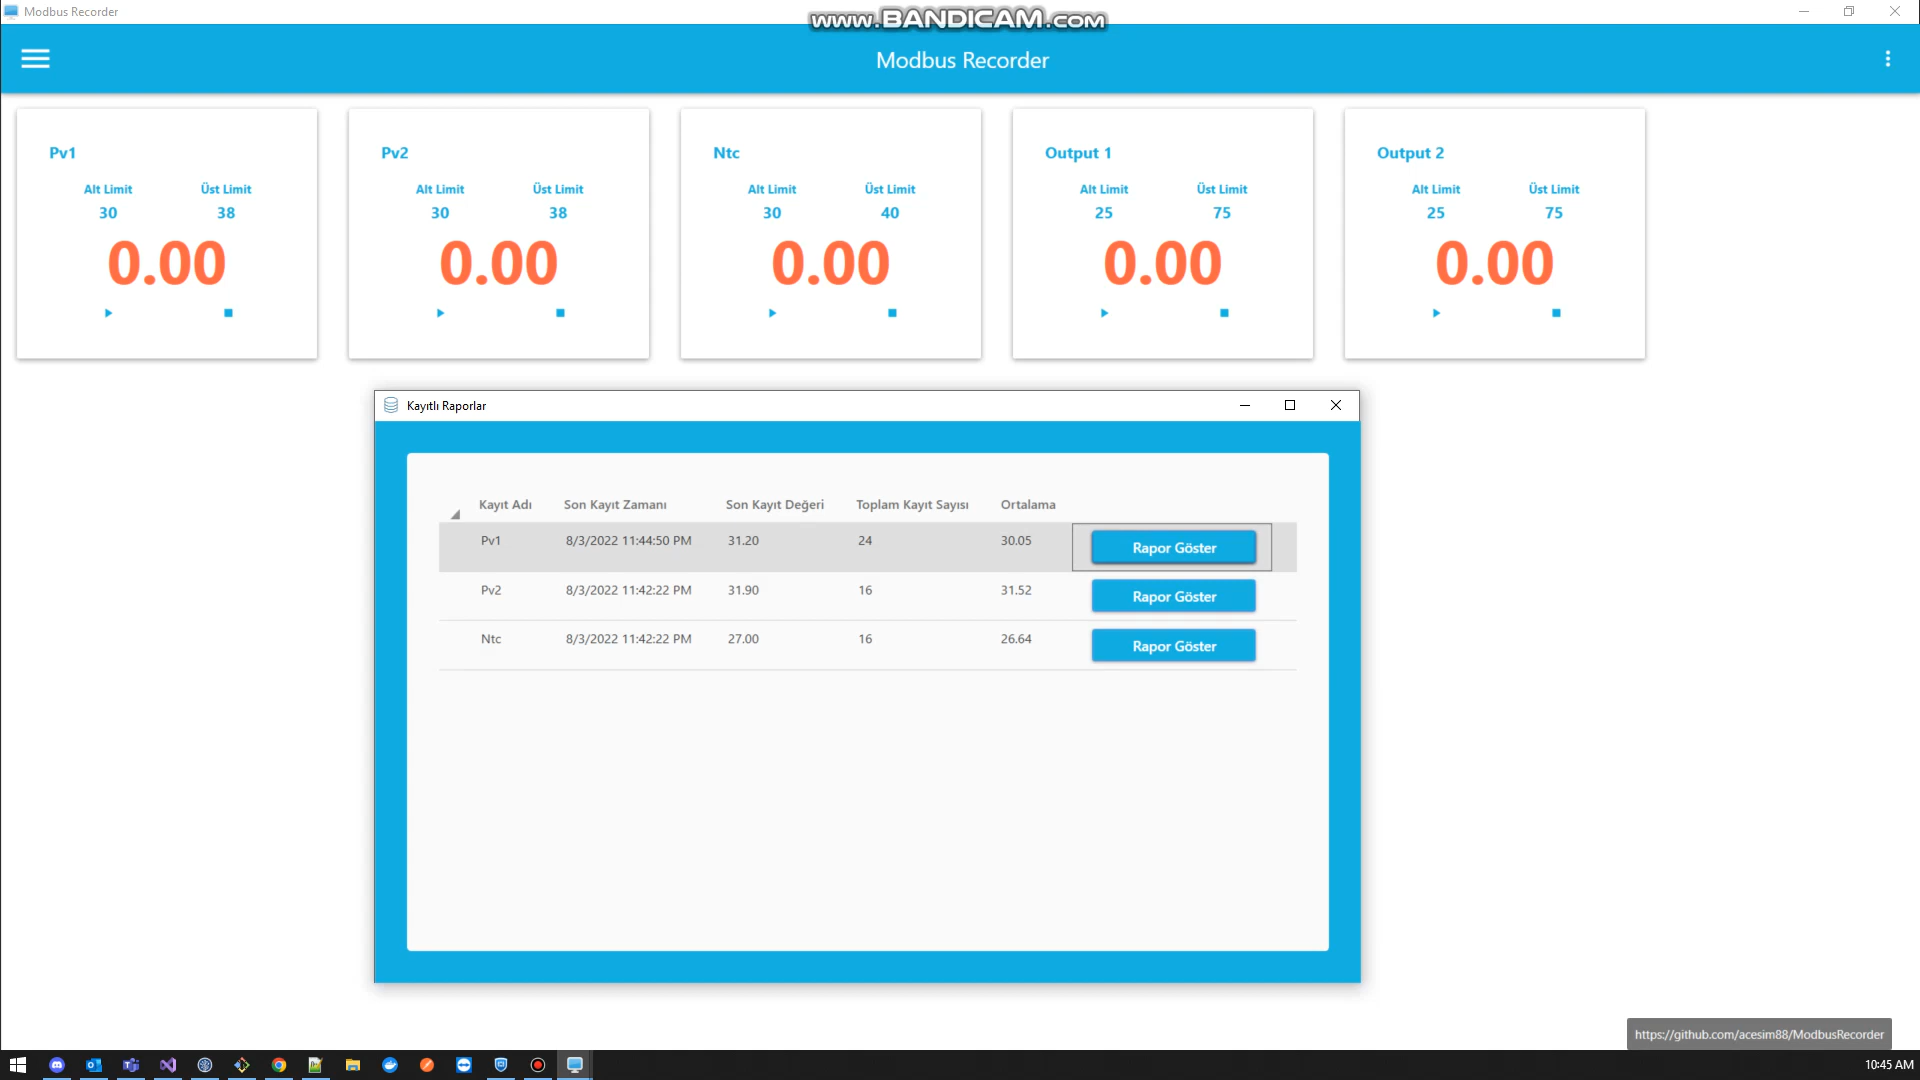 Modbus Recorder
www.BANDICAM.com
Modbus Recorder
Pv1
Alt Limit Üst Limit
30 38
0.00
Pv2
Alt Limit Üst Limit
30 38
0.00
Ntc
Alt Limit Üst Limit
30 40
0.00
Output 1
Alt Limit Üst Limit
25 75
0.00
Output 2
Alt Limit Üst Limit
25 75
0.00
Kayıtlı Raporlar
Kayıt Adı Son Kayıt Zamanı Son Kayıt Değeri Toplam Kayıt Sayısı Ortalama
Pv1 8/3/2022 11:44:50 PM 31.20 24 30.05 Rapor Göster
Pv2 8/3/2022 11:42:22 PM 31.90 16 31.52 Rapor Göster
Ntc 8/3/2022 11:42:22 PM 27.00 16 26.64 Rapor Göster
https://github.com/acesim88/ModbusRecorder
10:45 AM